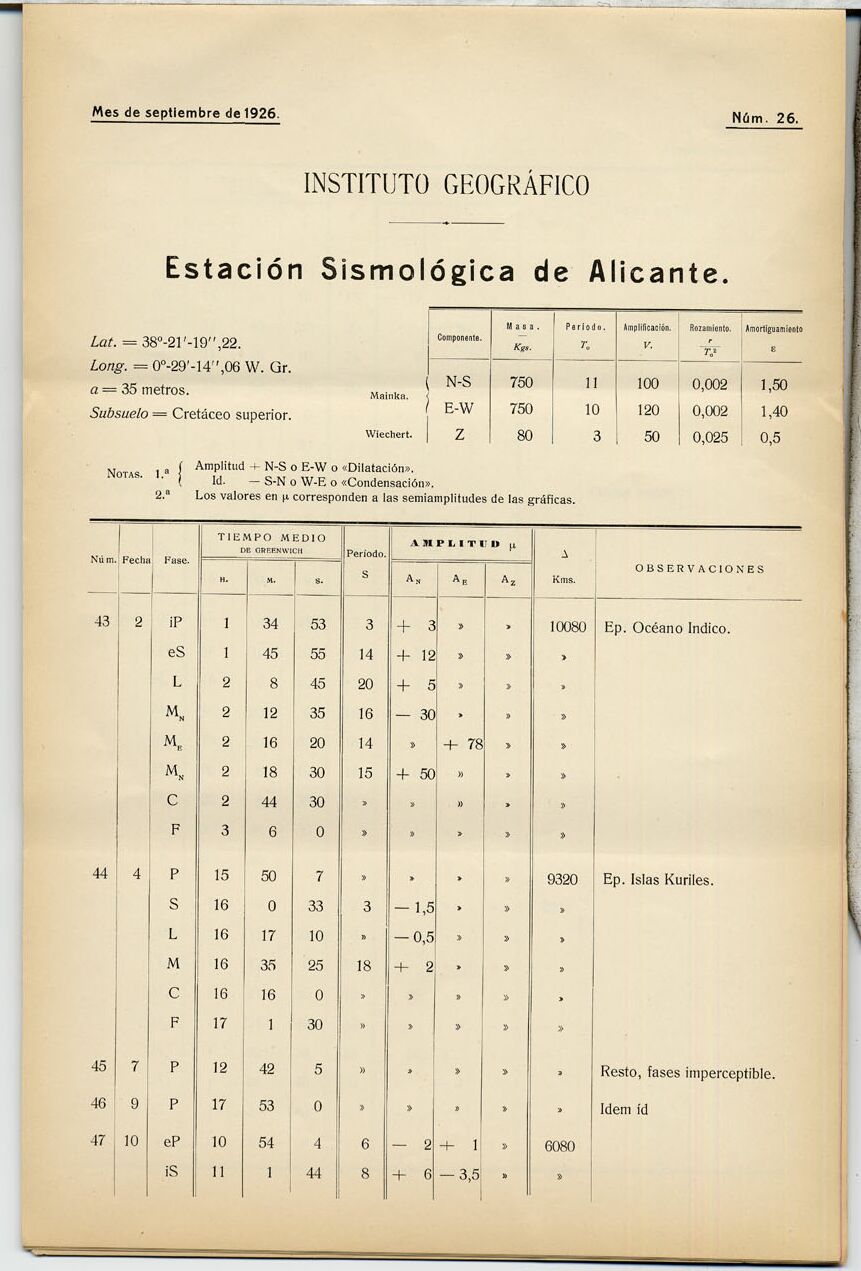 Mes de septiembre de 1926.
Núm. 26.
INSTITUTO GEOGRÁFICO
Estación Sismológica de Alicante.
Lat. = 38º-21'-19'',22.
Long. = 0º-29'-14'',06 W. Gr.
a = 35 metros.
Subsuelo = Cretáceo superior.
Componente. Masa. Kgs. Período. T₀ Amplificación. V. Rozamiento. r/T₀² Amortiguamiento ε
Mainka. N-S 750 11 100 0,002 1,50
E-W 750 10 120 0,002 1,40
Wiechert. Z 80 3 50 0,025 0,5
NOTAS. 1.ª { Amplitud + N-S o E-W o «Dilatación».
Id. — S-N o W-E o «Condensación».
2.ª Los valores en µ corresponden a las semiamplitudes de las gráficas.
Núm. Fecha Fase. TIEMPO MEDIO DE GREENWICH Período. AMPLITUD µ Δ OBSERVACIONES
H. M. S. S A_N A_E A_Z Kms.
43 2 iP 1 34 53 3 + 3 » » 10080 Ep. Océano Indico.
eS 1 45 55 14 + 12 » » »
L 2 8 45 20 + 5 » » »
M_N 2 12 35 16 — 30 » » »
M_E 2 16 20 14 » + 78 » »
M_N 2 18 30 15 + 50 » » »
C 2 44 30 » » » » »
F 3 6 0 » » » » »
44 4 P 15 50 7 » » » » 9320 Ep. Islas Kuriles.
S 16 0 33 3 — 1,5 » » »
L 16 17 10 » — 0,5 » » »
M 16 35 25 18 + 2 » » »
C 16 16 0 » » » » »
F 17 1 30 » » » » »
45 7 P 12 42 5 » » » » » Resto, fases imperceptible.
46 9 P 17 53 0 » » » » » Idem íd
47 10 eP 10 54 4 6 — 2 + 1 » 6080
iS 11 1 44 8 + 6 — 3,5 » »